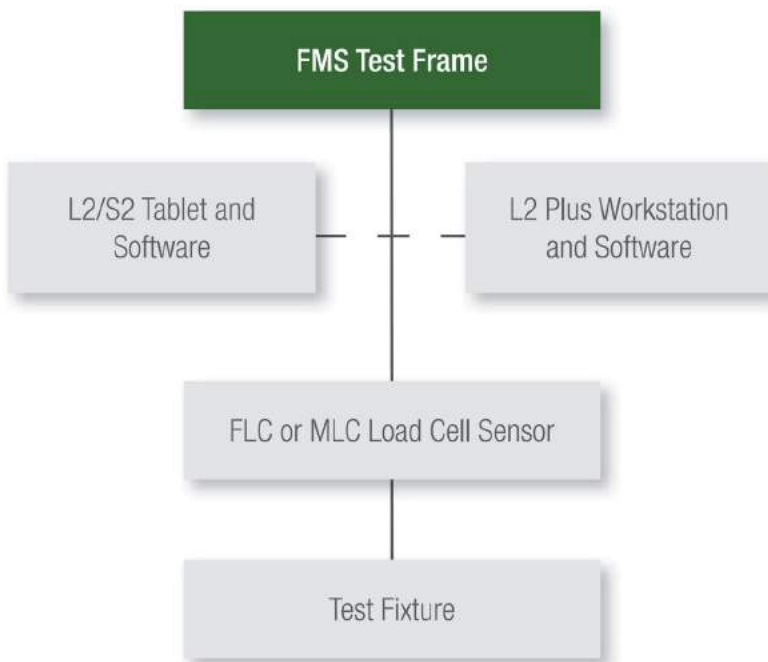 FMS Test Frame
L2/S2 Tablet and
Software
L2 Plus Workstation
and Software
FLC or MLC Load Cell Sensor
Test Fixture